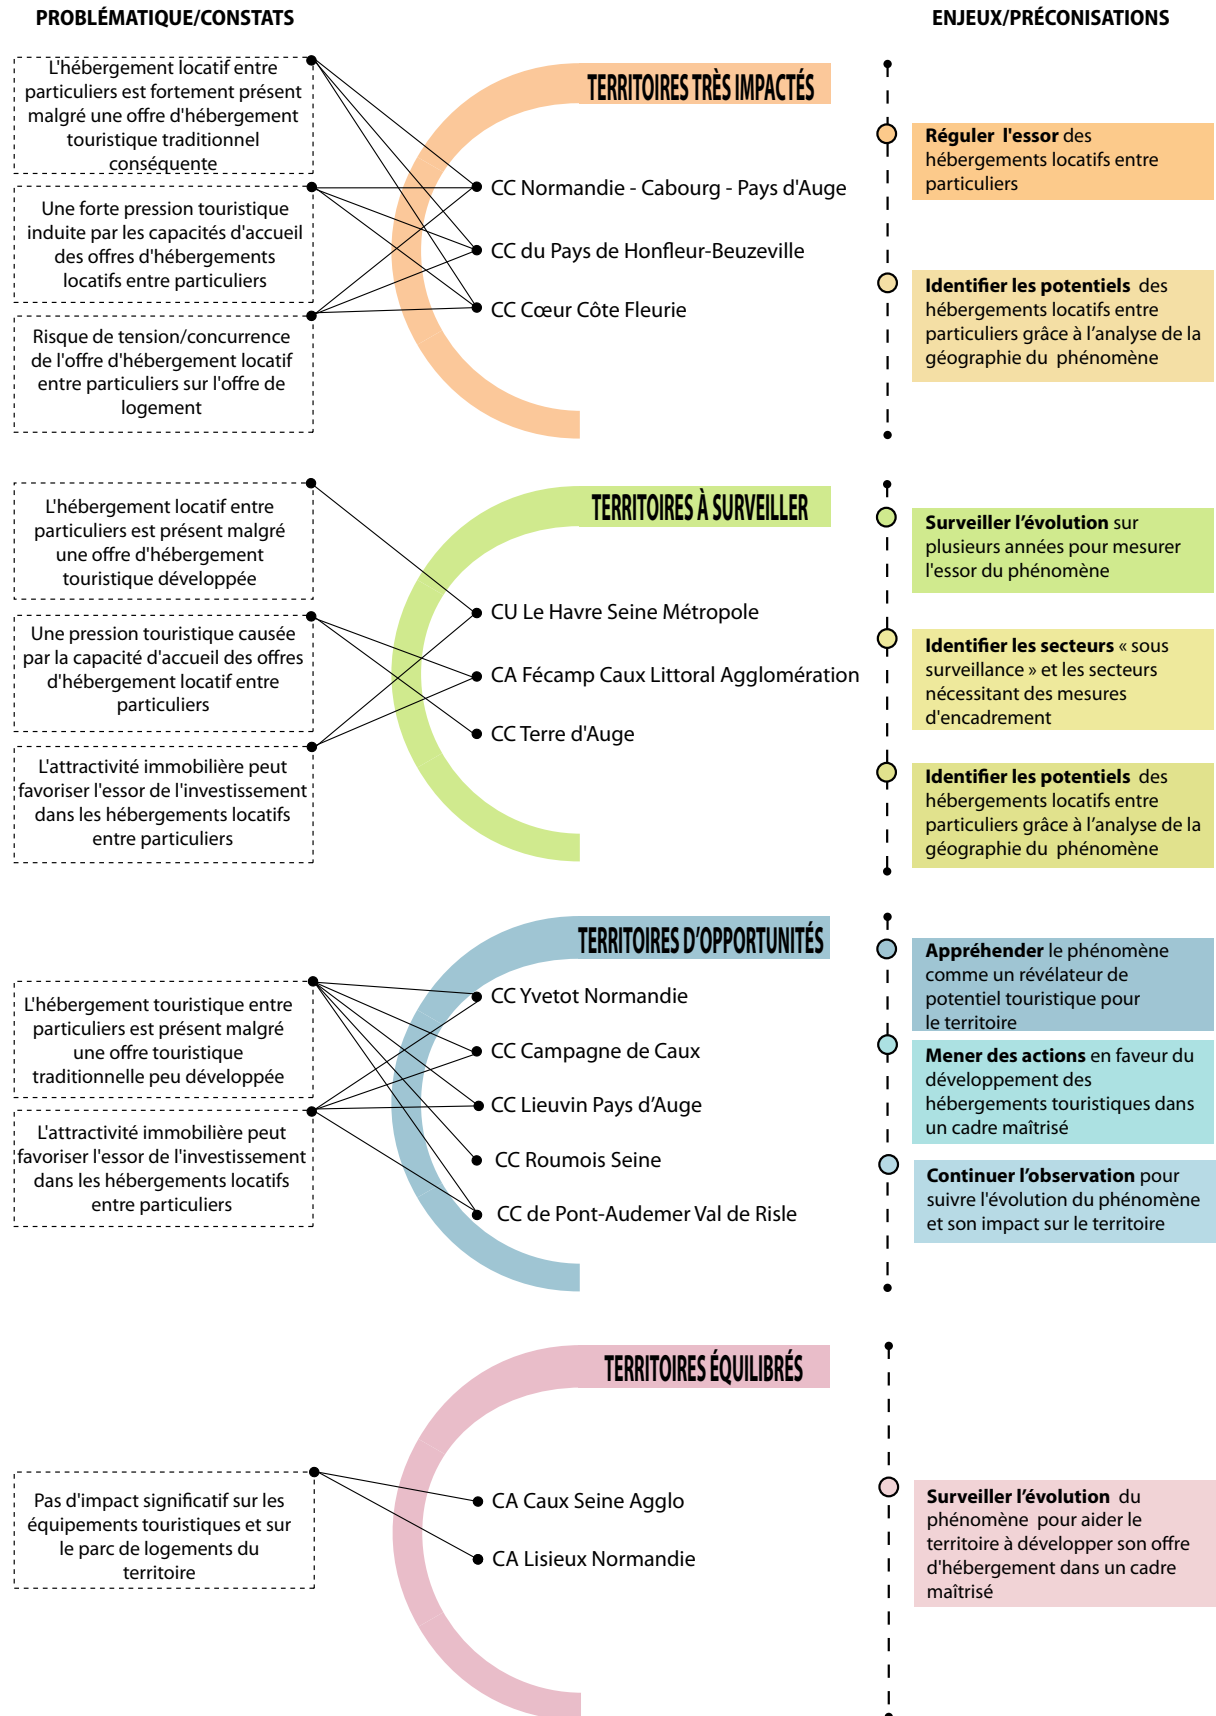 PROBLÉMATIQUE/CONSTATS
ENJEUX/PRÉCONISATIONS
L'hébergement locatif entre
particuliers est fortement présent
malgré une offre d'hébergement
touristique traditionnel
conséquente
Une forte pression touristique
induite par les capacités d'accueil
des offres d'hébergements
locatifs entre particuliers
Risque de tension/concurrence
de l'offre d'hébergement locatif
entre particuliers sur l'offre de
logement
TERRITOIRES TRÈS IMPACTÉS
CC Normandie - Cabourg - Pays d'Auge
CC du Pays de Honfleur-Beuzeville
CC Cœur Côte Fleurie
Réguler l'essor des
hébergements locatifs entre
particuliers
Identifier les potentiels des
hébergements locatifs entre
particuliers grâce à l’analyse de la
géographie du phénomène
L'hébergement locatif entre
particuliers est présent malgré
une offre d'hébergement
touristique développée
Une pression touristique causée
par la capacité d'accueil des offres
d'hébergement locatif entre
particuliers
L'attractivité immobilière peut
favoriser l'essor de l'investissement
dans les hébergements locatifs
entre particuliers
TERRITOIRES À SURVEILLER
CU Le Havre Seine Métropole
CA Fécamp Caux Littoral Agglomération
CC Terre d'Auge
Surveiller l’évolution sur
plusieurs années pour mesurer
l'essor du phénomène
Identifier les secteurs « sous
surveillance » et les secteurs
nécessitant des mesures
d'encadrement
Identifier les potentiels des
hébergements locatifs entre
particuliers grâce à l’analyse de la
géographie du phénomène
L'hébergement touristique entre
particuliers est présent malgré
une offre touristique
traditionnelle peu développée
L'attractivité immobilière peut
favoriser l'essor de l'investissement
dans les hébergements locatifs
entre particuliers
TERRITOIRES D’OPPORTUNITÉS
CC Yvetot Normandie
CC Campagne de Caux
CC Lieuvin Pays d’Auge
CC Roumois Seine
CC de Pont-Audemer Val de Risle
Appréhender le phénomène
comme un révélateur de
potentiel touristique pour
le territoire
Mener des actions en faveur du
développement des
hébergements touristiques dans
un cadre maîtrisé
Continuer l’observation pour
suivre l'évolution du phénomène
et son impact sur le territoire
Pas d'impact significatif sur les
équipements touristiques et sur
le parc de logements du
territoire
TERRITOIRES ÉQUILIBRÉS
CA Caux Seine Agglo
CA Lisieux Normandie
Surveiller l’évolution du
phénomène pour aider le
territoire à développer son offre
d'hébergement dans un cadre
maîtrisé